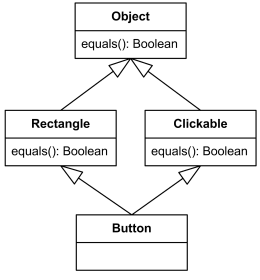 Object
equals(): Boolean
Rectangle
equals(): Boolean
Clickable
equals(): Boolean
Button